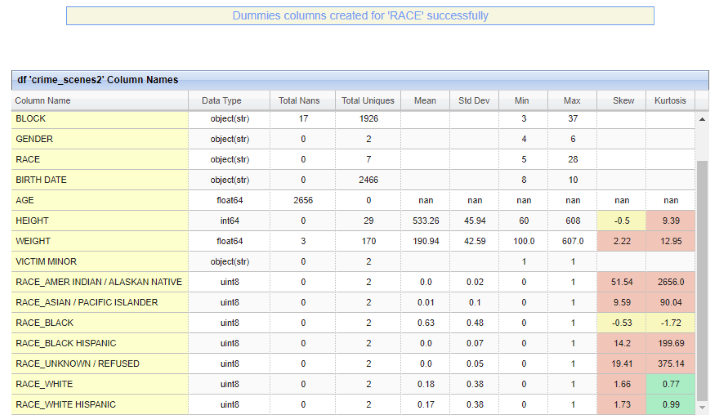 Dummies columns created for 'RACE' successfully
df 'crime_scenes2' Column Names
Column Name Data Type Total Nans Total Uniques Mean Std Dev Min Max Skew Kurtosis
BLOCK object(str) 17 1926 3 37
GENDER object(str) 0 2 4 6
RACE object(str) 0 7 5 28
BIRTH DATE object(str) 0 2466 8 10
AGE float64 2656 0 nan nan nan nan nan nan
HEIGHT int64 0 29 533.26 45.94 60 608 -0.5 9.39
WEIGHT float64 3 170 190.94 42.59 100.0 607.0 2.22 12.95
VICTIM MINOR object(str) 0 2 1 1
RACE_AMER INDIAN / ALASKAN NATIVE uint8 0 2 0.0 0.02 0 1 51.54 2656.0
RACE_ASIAN / PACIFIC ISLANDER uint8 0 2 0.01 0.1 0 1 9.59 90.04
RACE_BLACK uint8 0 2 0.63 0.48 0 1 -0.53 -1.72
RACE_BLACK HISPANIC uint8 0 2 0.0 0.07 0 1 14.2 199.69
RACE_UNKNOWN / REFUSED uint8 0 2 0.0 0.05 0 1 19.41 375.14
RACE_WHITE uint8 0 2 0.18 0.38 0 1 1.66 0.77
RACE_WHITE HISPANIC uint8 0 2 0.17 0.38 0 1 1.73 0.99